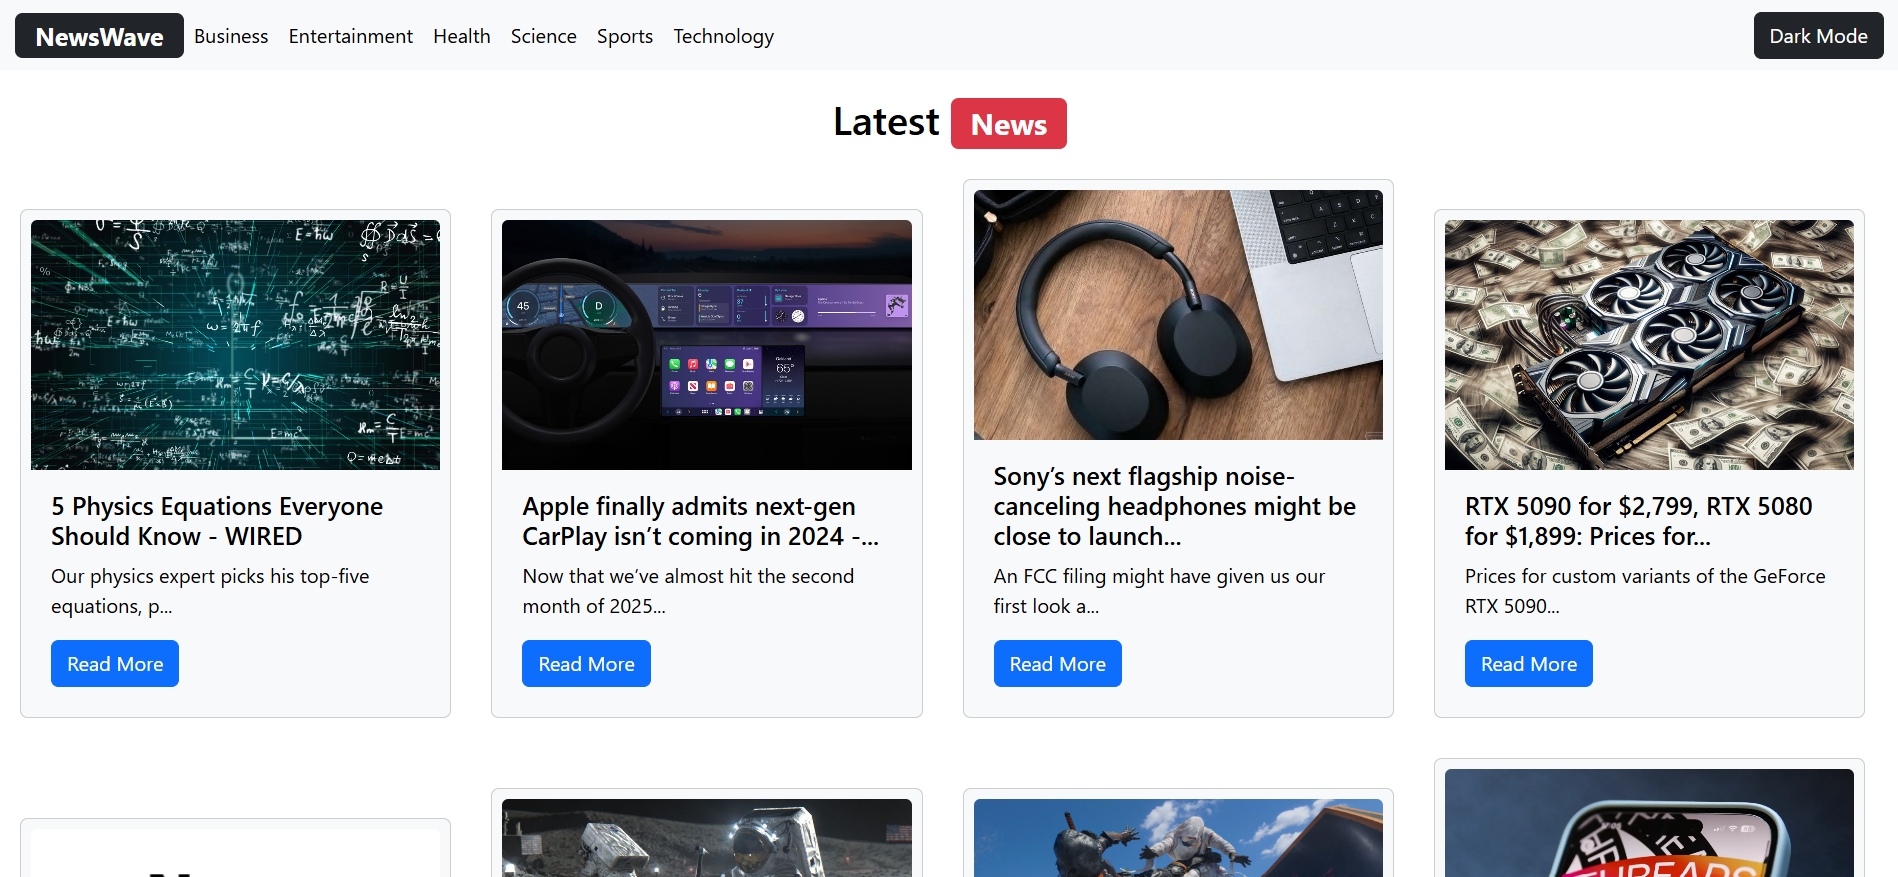 NewsWave Business Entertainment Health Science Sports Technology Dark Mode
Latest News
5 Physics Equations Everyone
Should Know - WIRED
Our physics expert picks his top-five
equations, p...
Read More
45
D
65°
Apple finally admits next-gen
CarPlay isn’t coming in 2024 -...
Now that we’ve almost hit the second
month of 2025...
Read More
Sony’s next flagship noise-
canceling headphones might be
close to launch...
An FCC filing might have given us our
first look a...
Read More
RTX 5090 for $2,799, RTX 5080
for $1,899: Prices for...
Prices for custom variants of the GeForce
RTX 5090...
Read More
THREADS